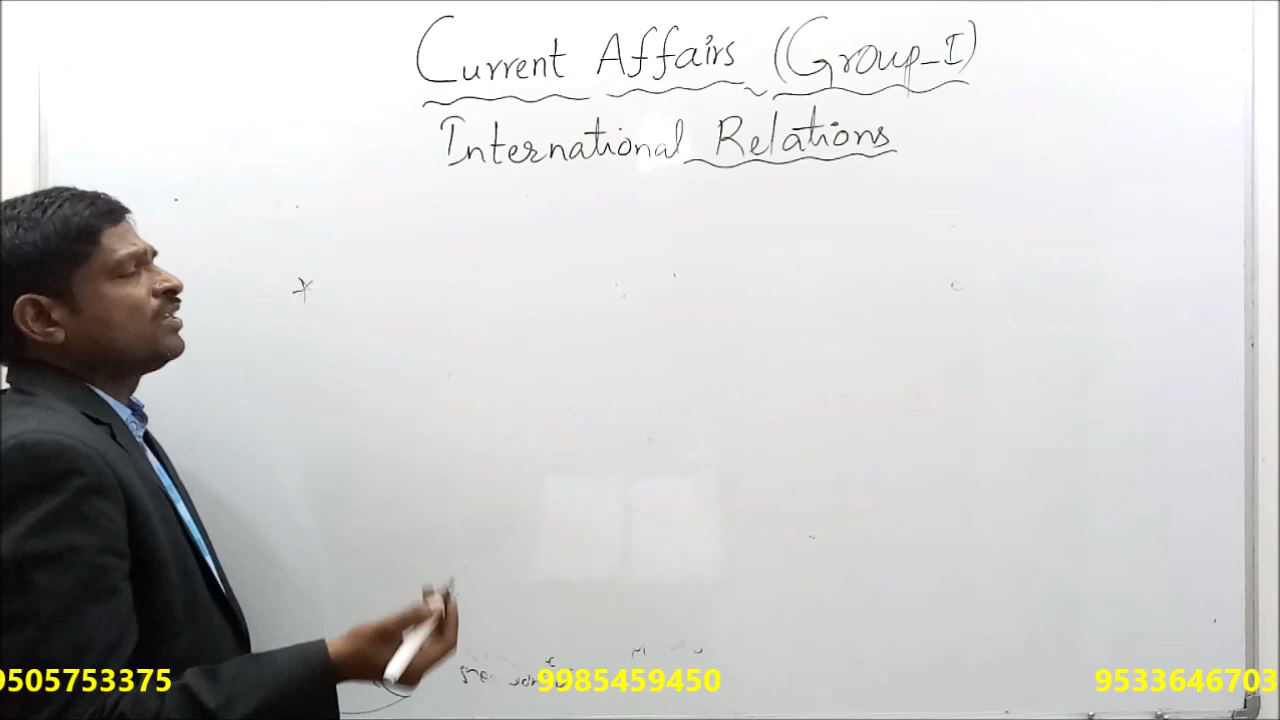 Current Affairs (Group-I)
International Relations
9505753375 9985459450 9533646703